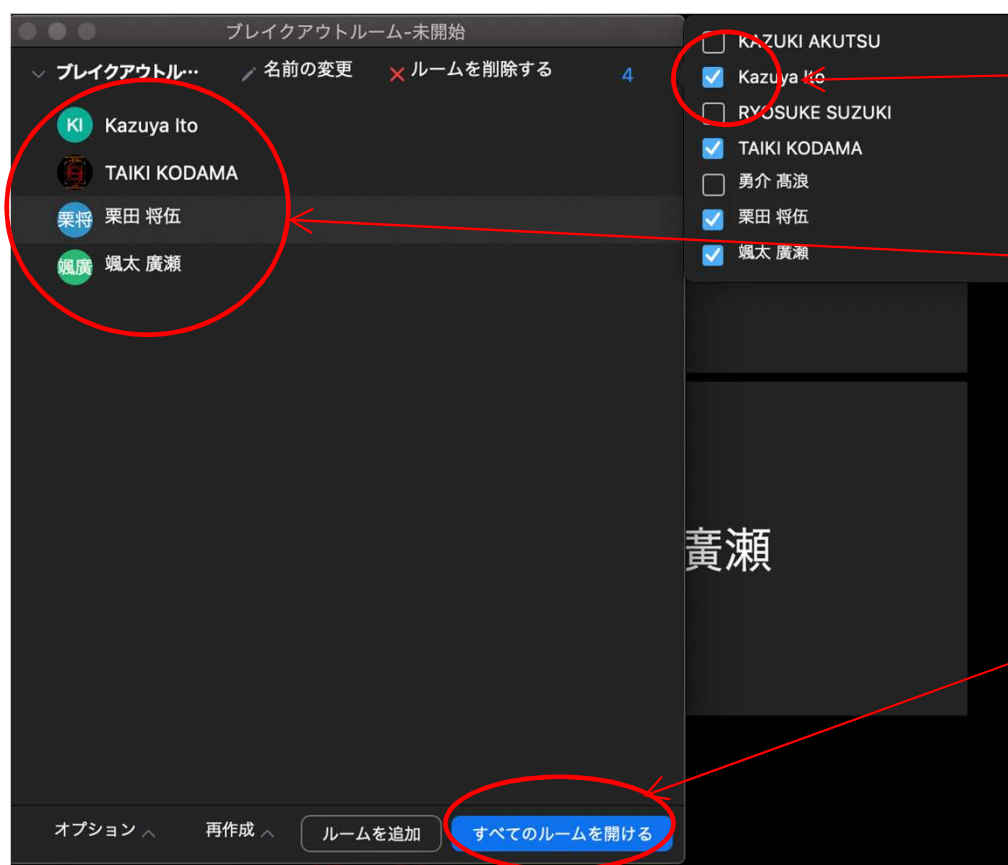 ブレイクアウトルーム-未開始
ブレイクアウトル… 名前の変更 ルームを削除する 4
KI Kazuya Ito
TAIKI KODAMA
栗将 栗田 将伍
颯廣 颯太 廣瀬
KAZUKI AKUTSU
Kazuya Ito
RYOSUKE SUZUKI
TAIKI KODAMA
勇介 髙浪
栗田 将伍
颯太 廣瀬
廣瀬
オプション 再作成 ルームを追加 すべてのルームを開ける